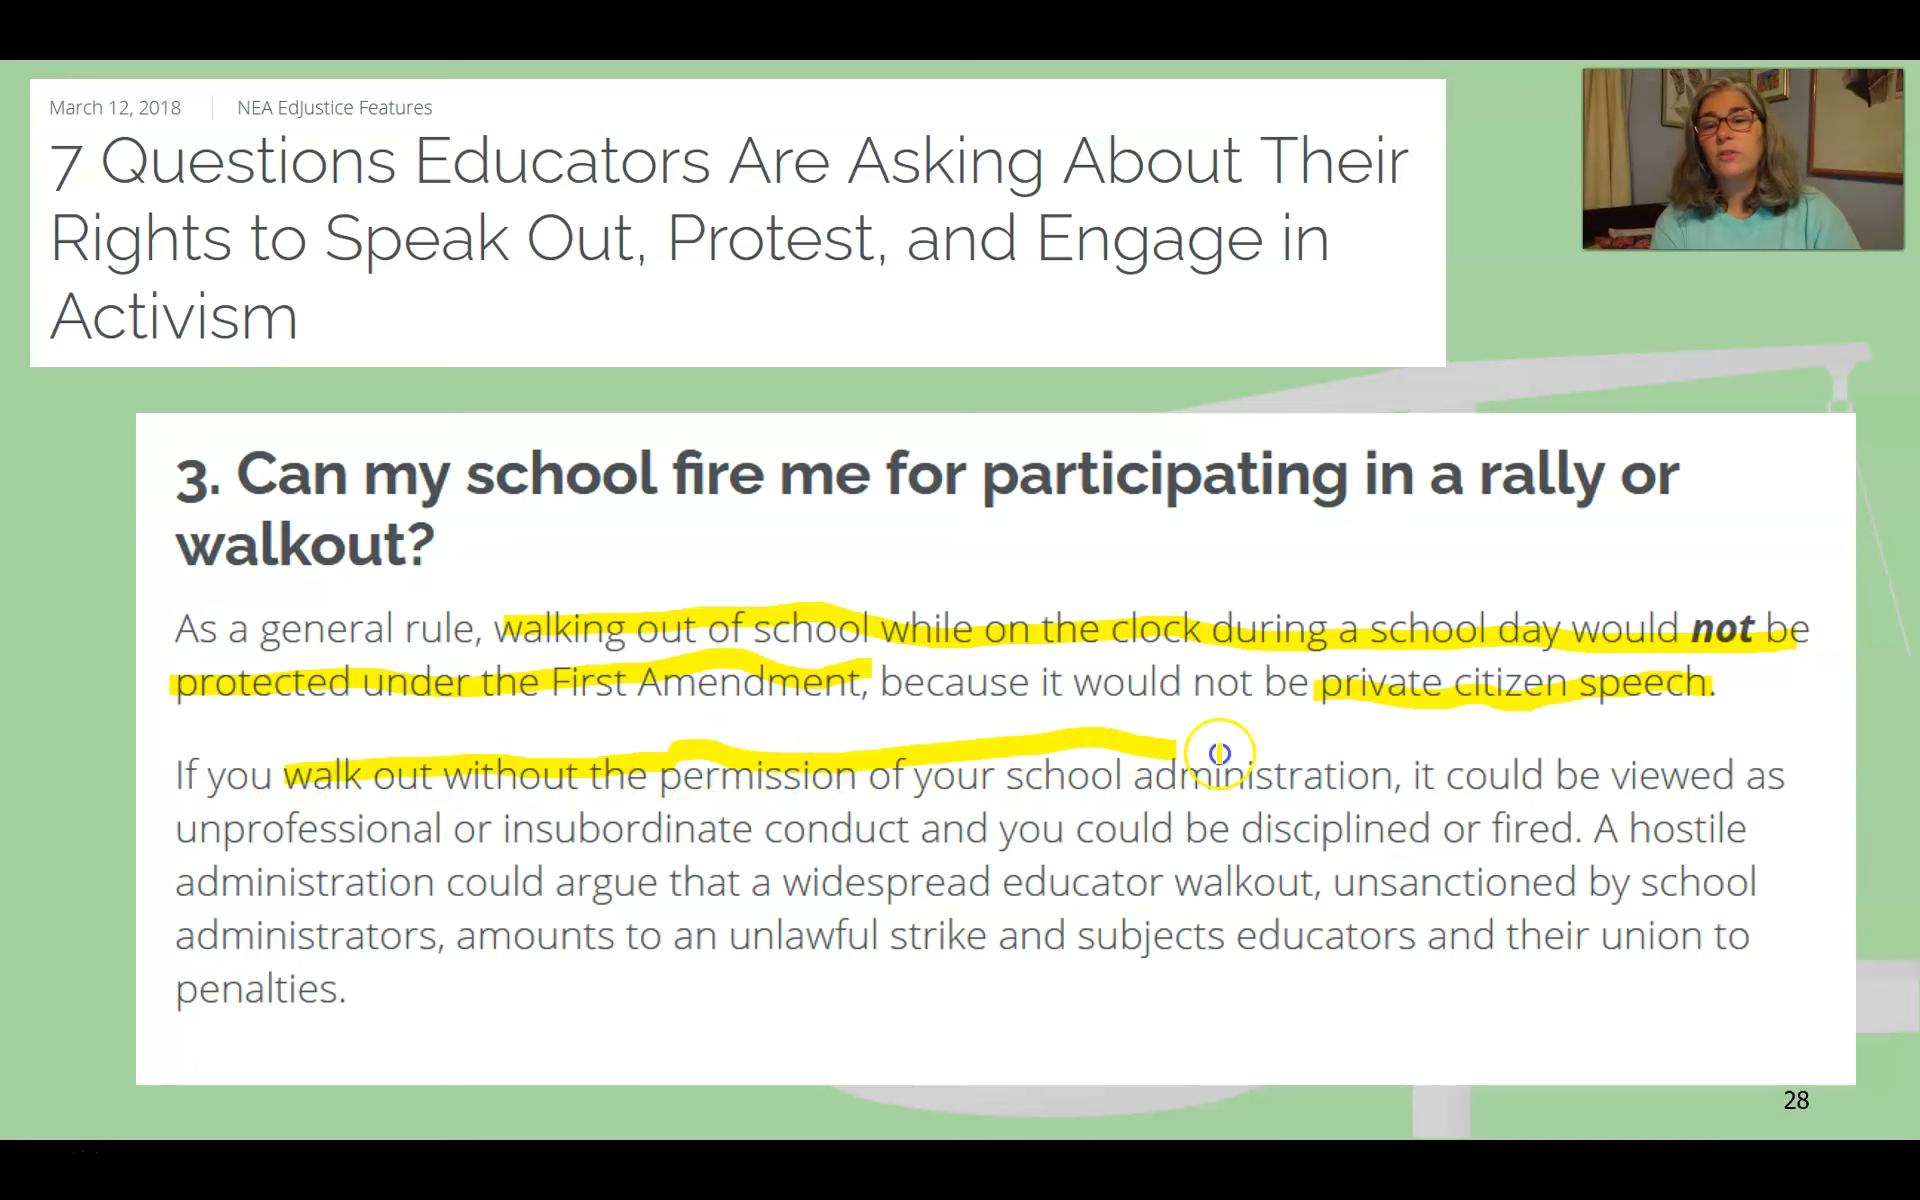 March 12, 2018 NEA EdJustice Features
7 Questions Educators Are Asking About Their
Rights to Speak Out, Protest, and Engage in
Activism
3. Can my school fire me for participating in a rally or
walkout?
As a general rule, walking out of school while on the clock during a school day would not be
protected under the First Amendment, because it would not be private citizen speech.
If you walk out without the permission of your school administration, it could be viewed as
unprofessional or insubordinate conduct and you could be disciplined or fired. A hostile
administration could argue that a widespread educator walkout, unsanctioned by school
administrators, amounts to an unlawful strike and subjects educators and their union to
penalties.
28